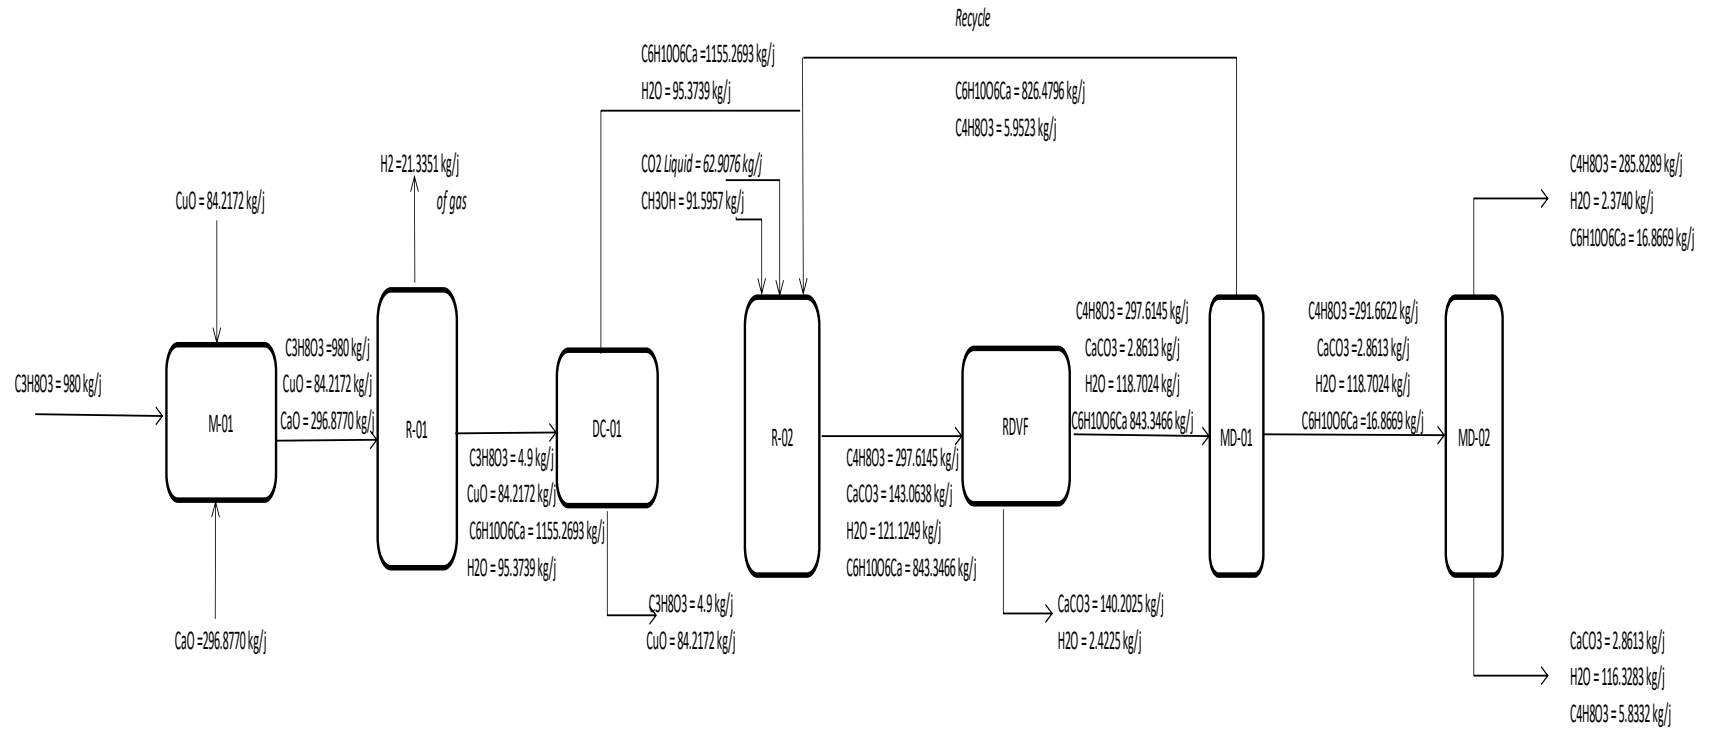 Recycle
C6H10O6Ca =1155.2693 kg/j
H2O = 95.3739 kg/j
C6H10O6Ca = 826.4796 kg/j
C4H8O3 = 5.9523 kg/j
CO2 Liquid = 62.9076 kg/j
CH3OH = 91.5957 kg/j
H2 =21.3351 kg/j
of gas
CuO = 84.2172 kg/j
C3H8O3 = 980 kg/j
M-01
CaO =296.8770 kg/j
C3H8O3 =980 kg/j
CuO = 84.2172 kg/j
CaO = 296.8770 kg/j
R-01
C3H8O3 = 4.9 kg/j
CuO = 84.2172 kg/j
C6H10O6Ca = 1155.2693 kg/j
H2O = 95.3739 kg/j
DC-01
C3H8O3 = 4.9 kg/j
CuO = 84.2172 kg/j
R-02
C4H8O3 = 297.6145 kg/j
CaCO3 = 143.0638 kg/j
H2O = 121.1249 kg/j
C6H10O6Ca = 843.3466 kg/j
RDVF
CaCO3 = 140.2025 kg/j
H2O = 2.4225 kg/j
C4H8O3 = 297.6145 kg/j
CaCO3 = 2.8613 kg/j
H2O = 118.7024 kg/j
C6H10O6Ca 843.3466 kg/j
MD-01
C4H8O3 =291.6622 kg/j
CaCO3 =2.8613 kg/j
H2O = 118.7024 kg/j
C6H10O6Ca =16.8669 kg/j
MD-02
C4H8O3 = 285.8289 kg/j
H2O = 2.3740 kg/j
C6H10O6Ca = 16.8669 kg/j
CaCO3 = 2.8613 kg/j
H2O = 116.3283 kg/j
C4H8O3 = 5.8332 kg/j